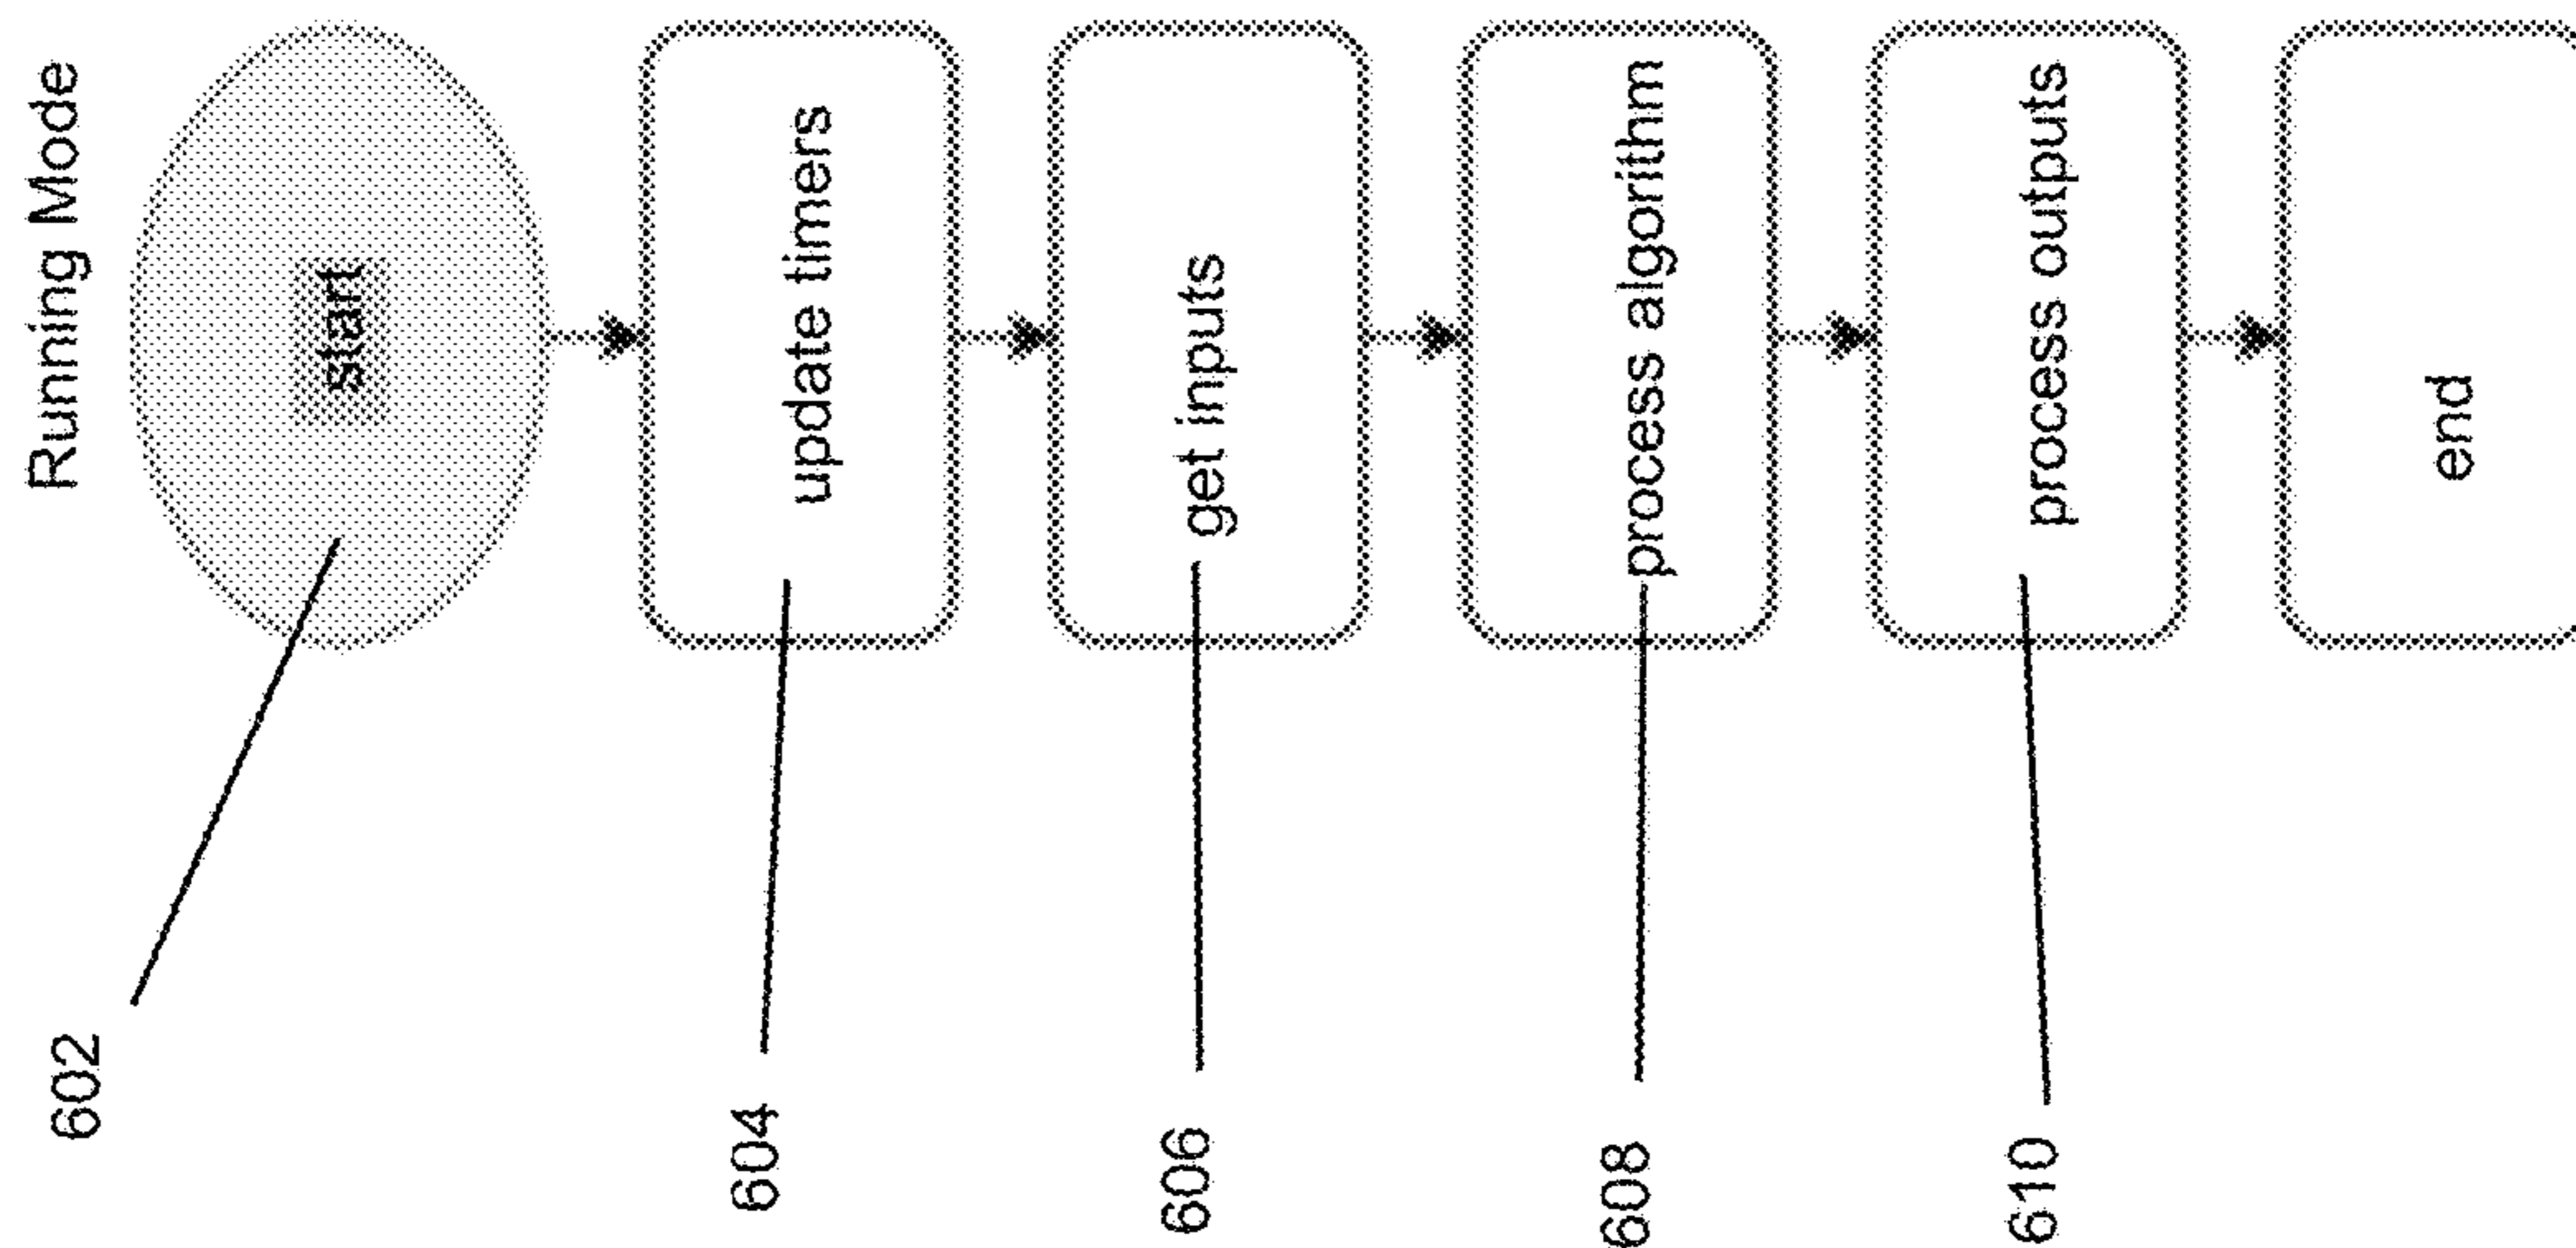 Running Mode
602
start
604
update timers
606
get inputs
608
process algorithm
610
process outputs
end